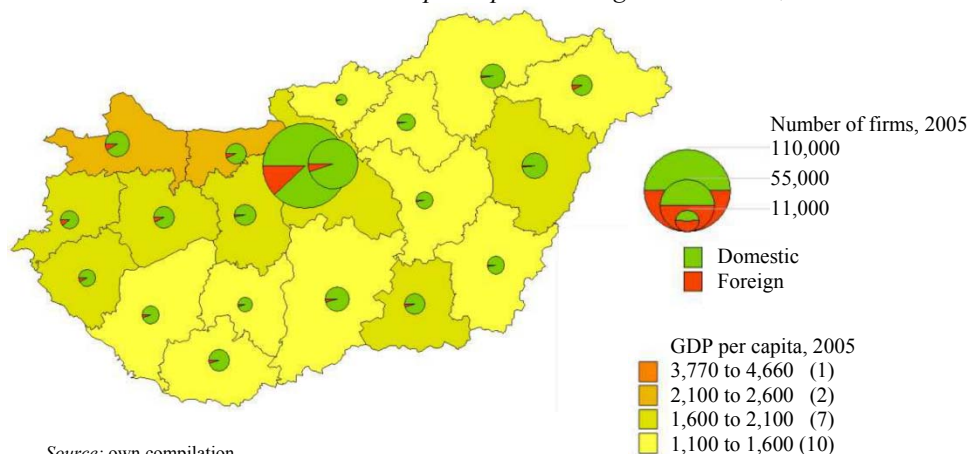 Number of firms, 2005
110,000
55,000
11,000
Domestic
Foreign
GDP per capita, 2005
3,770 to 4,660 (1)
2,100 to 2,600 (2)
1,600 to 2,100 (7)
1,100 to 1,600 (10)
Source: own compilation